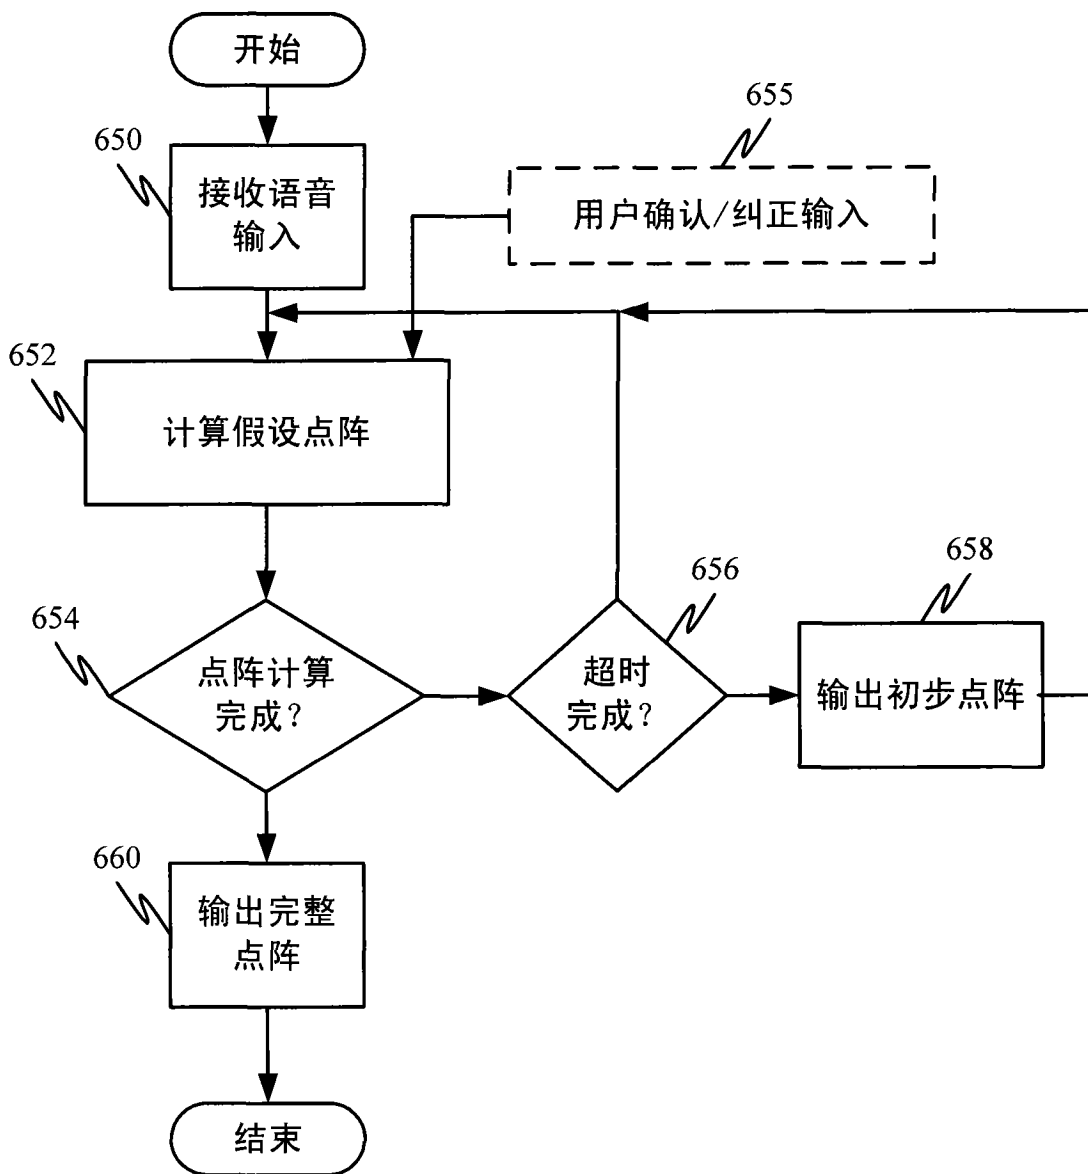 开始
655
650
接收语音
输入
用户确认/纠正输入
652
计算假设点阵
654
点阵计算
完成?
656
超时
完成?
658
输出初步点阵
660
输出完整
点阵
结束